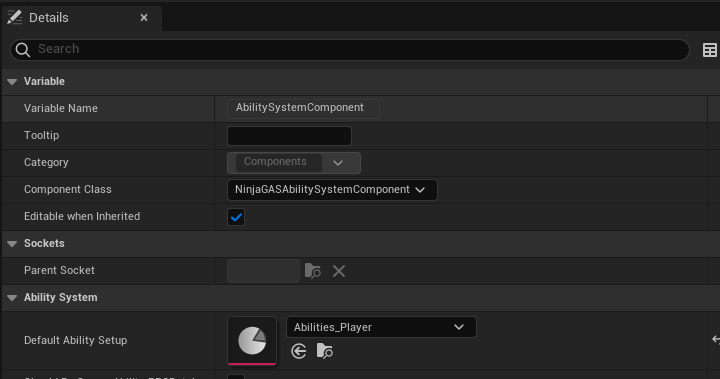 Details
Search
Variable
Variable Name AbilitySystemComponent
Tooltip
Category Components
Component Class NinjaGASAbilitySystemComponent
Editable when Inherited
Sockets
Parent Socket
Ability System
Default Ability Setup Abilities_Player